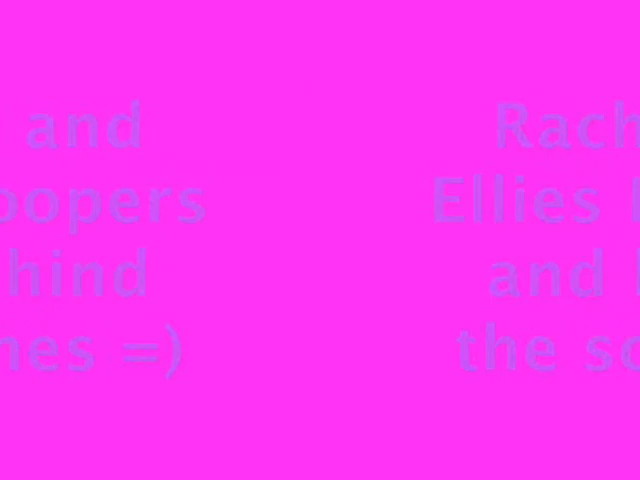 and
oopers
hind
nes =)
Rach
Ellies
and
the sc